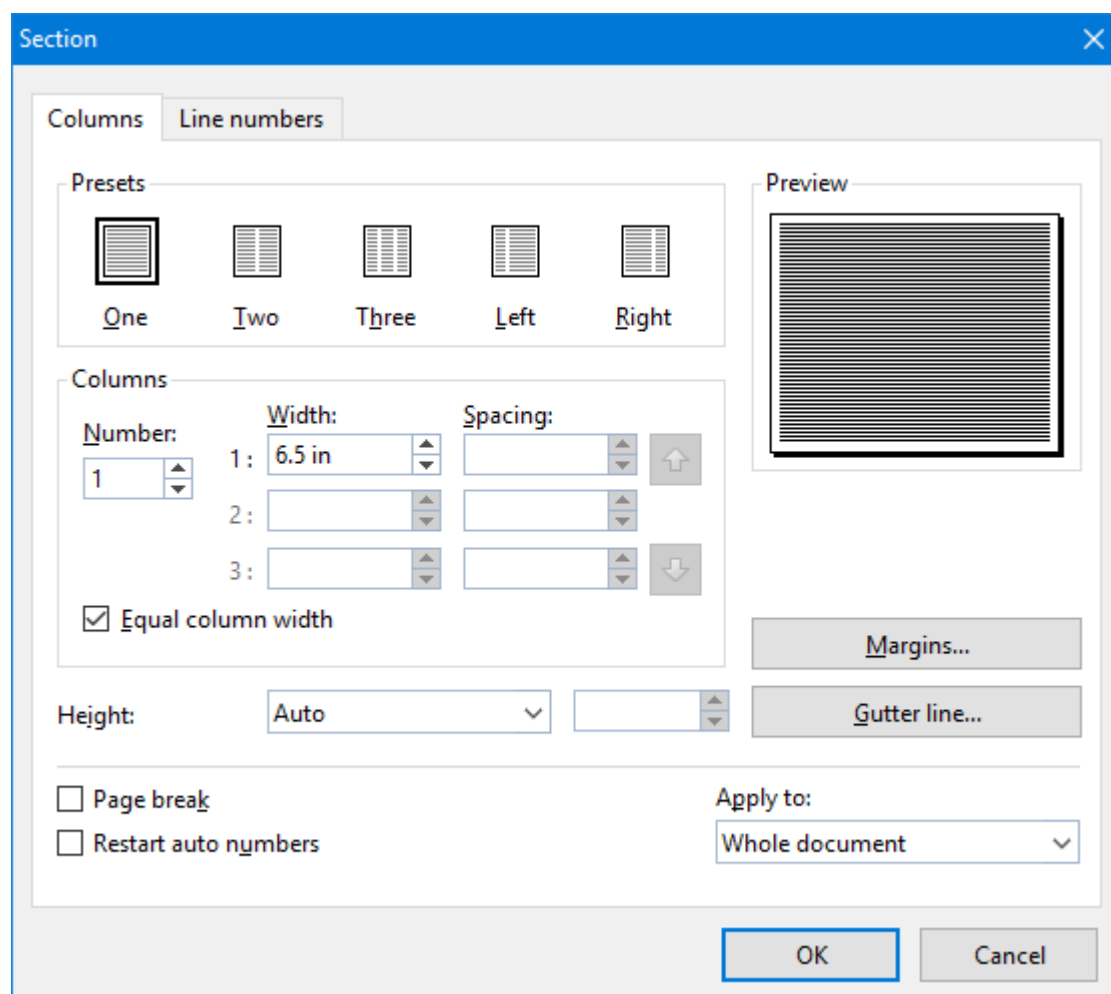 Section
Columns
Line numbers
Presets
One
Two
Three
Left
Right
Preview
Columns
Number:
Width:
Spacing:
1
1:
6.5 in
2:
3:
Equal column width
Margins...
Height:
Auto
Gutter line...
Page break
Restart auto numbers
Apply to:
Whole document
OK
Cancel